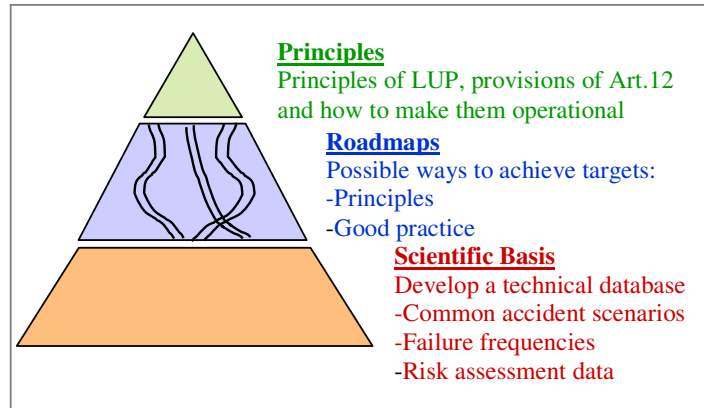 Principles
Principles of LUP, provisions of Art.12
and how to make them operational
Roadmaps
Possible ways to achieve targets:
-Principles
-Good practice
Scientific Basis
Develop a technical database
-Common accident scenarios
-Failure frequencies
-Risk assessment data